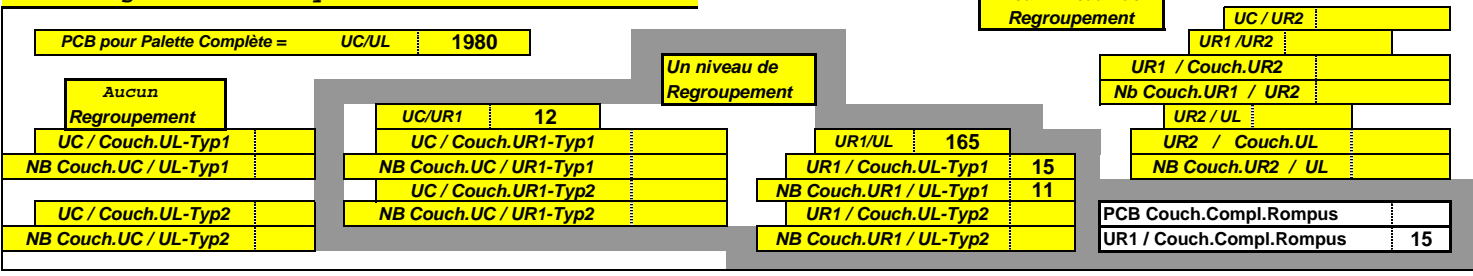 Regroupement
UC / UR2
PCB pour Palette Complète = UC/UL 1980
UR1 /UR2
Un niveau de
Regroupement
UR1 / Couch.UR2
Nb Couch.UR1 / UR2
Aucun
Regroupement
UC/UR1 12
UR2 / UL
UC / Couch.UL-Typ1
UC / Couch.UR1-Typ1
UR1/UL 165
UR2 / Couch.UL
NB Couch.UC / UL-Typ1
NB Couch.UC / UR1-Typ1
UR1 / Couch.UL-Typ1 15
NB Couch.UR2 / UL
UC / Couch.UR1-Typ2
NB Couch.UR1 / UL-Typ1 11
UC / Couch.UL-Typ2
NB Couch.UC / UR1-Typ2
UR1 / Couch.UL-Typ2
PCB Couch.Compl.Rompus
NB Couch.UC / UL-Typ2
NB Couch.UR1 / UL-Typ2
UR1 / Couch.Compl.Rompus 15